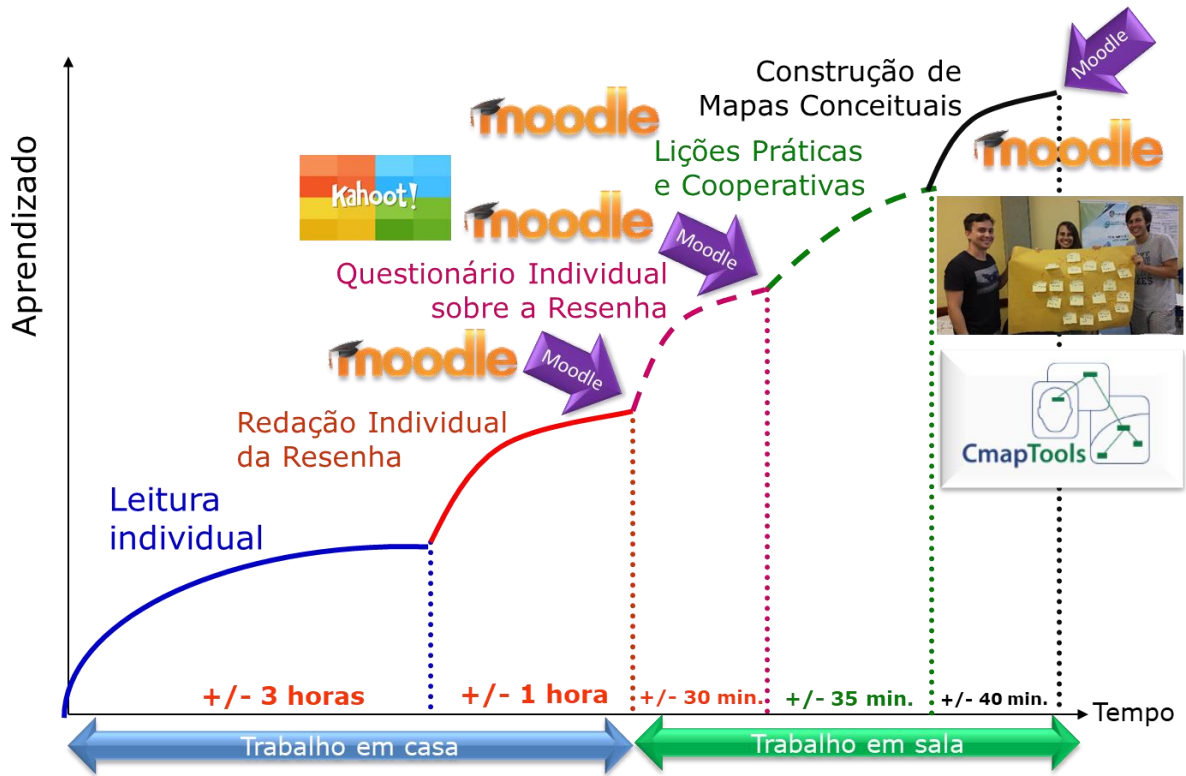 Aprendizado
Construção de
Mapas Conceituais
Moodle
moodle
moodle
Lições Práticas
e Cooperativas
Kahoot!
moodle
Moodle
Questionário Individual
sobre a Resenha
moodle
Moodle
Redação Individual
da Resenha
CmapTools
Leitura
individual
+/- 3 horas
+/- 1 hora
+/- 30 min.
+/- 35 min.
+/- 40 min.
Tempo
Trabalho em casa
Trabalho em sala